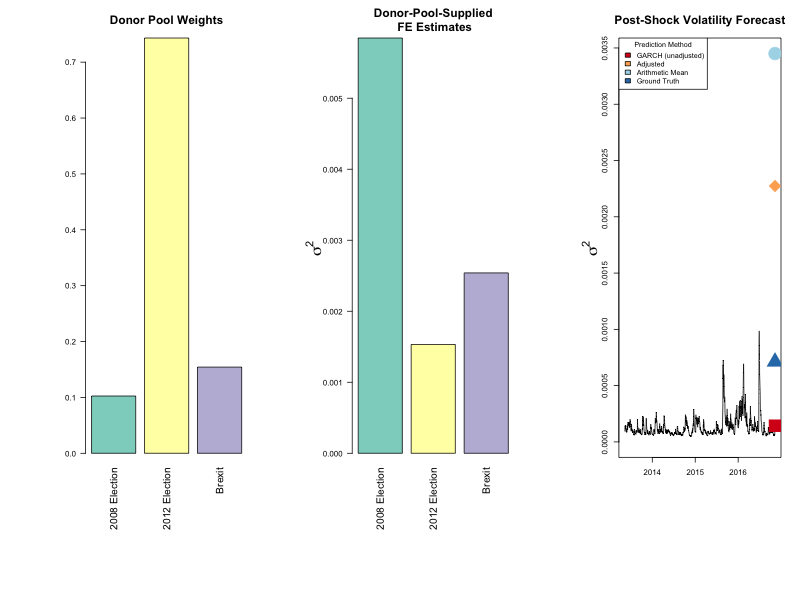 Donor Pool Weights
0.7
0.6
0.5
0.4
0.3
0.2
0.1
0.0
2008 Election
2012 Election
Brexit
Donor-Pool-Supplied
FE Estimates
σ2
0.005
0.004
0.003
0.002
0.001
0.000
2008 Election
2012 Election
Brexit
Post-Shock Volatility Forecast
σ2
0.0035
0.0030
0.0025
0.0020
0.0015
0.0010
0.0005
0.0000
Prediction Method
GARCH (unadjusted)
Adjusted
Arithmetic Mean
Ground Truth
2014
2015
2016